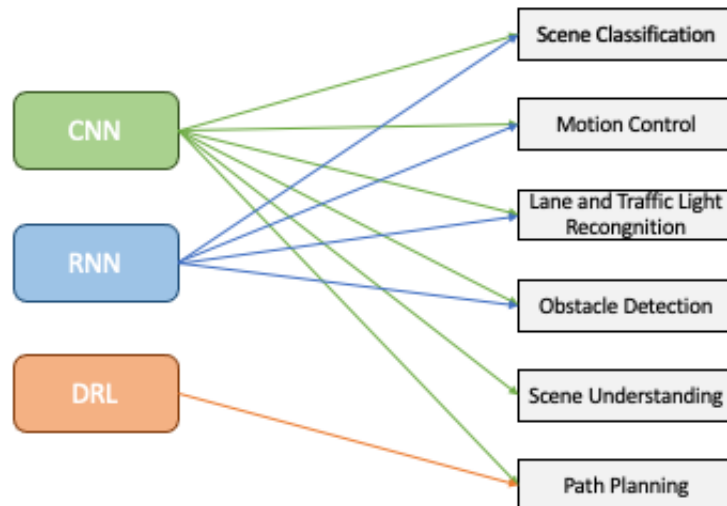 CNN
RNN
DRL
Scene Classification
Motion Control
Lane and Traffic Light
Recongnition
Obstacle Detection
Scene Understanding
Path Planning